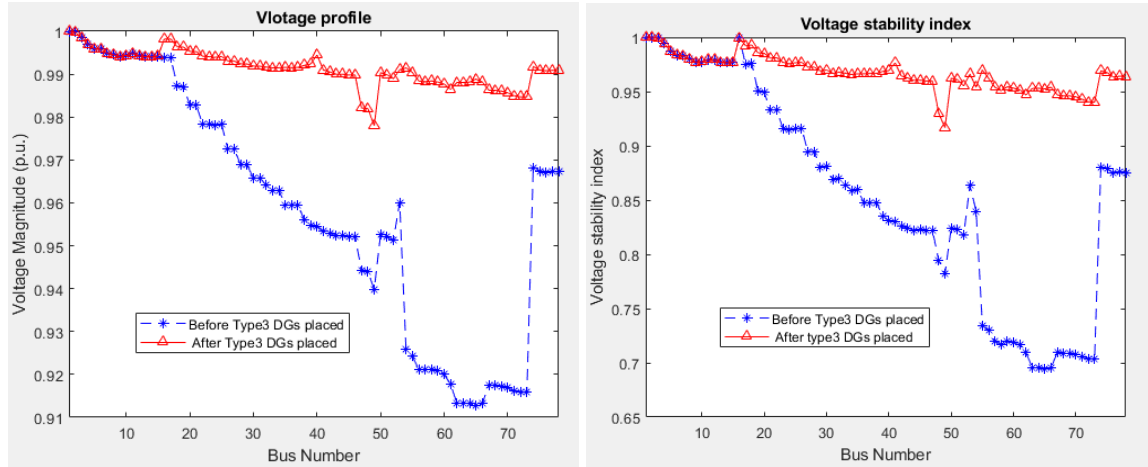 Vlotage profile
Voltage Magnitude (p.u.)
1
0.99
0.98
0.97
0.96
0.95
0.94
0.93
0.92
0.91
Before Type3 DGs placed
After Type3 DGs placed
10 20 30 40 50 60 70
Bus Number
Voltage stability index
Voltage stability index
1
0.95
0.9
0.85
0.8
0.75
0.7
0.65
Before Type3 DGs placed
After type3 DGs placed
10 20 30 40 50 60 70
Bus Number